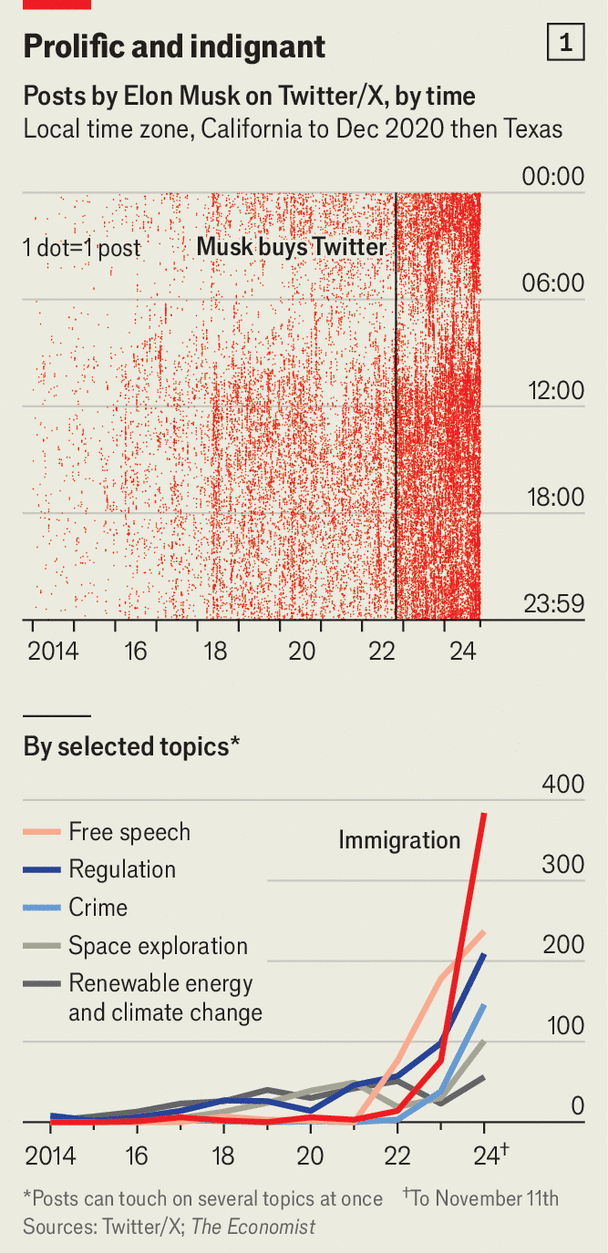 Prolific and indignant
1
Posts by Elon Musk on Twitter/X, by time
Local time zone, California to Dec 2020 then Texas
00:00
1 dot=1 post
Musk buys Twitter
06:00
12:00
18:00
23:59
2014 16 18 20 22 24
By selected topics*
400
Free speech
Immigration
Regulation
300
Crime
Space exploration
200
Renewable energy
and climate change
100
0
2014 16 18 20 22 24†
*Posts can touch on several topics at once †To November 11th
Sources: Twitter/X; The Economist